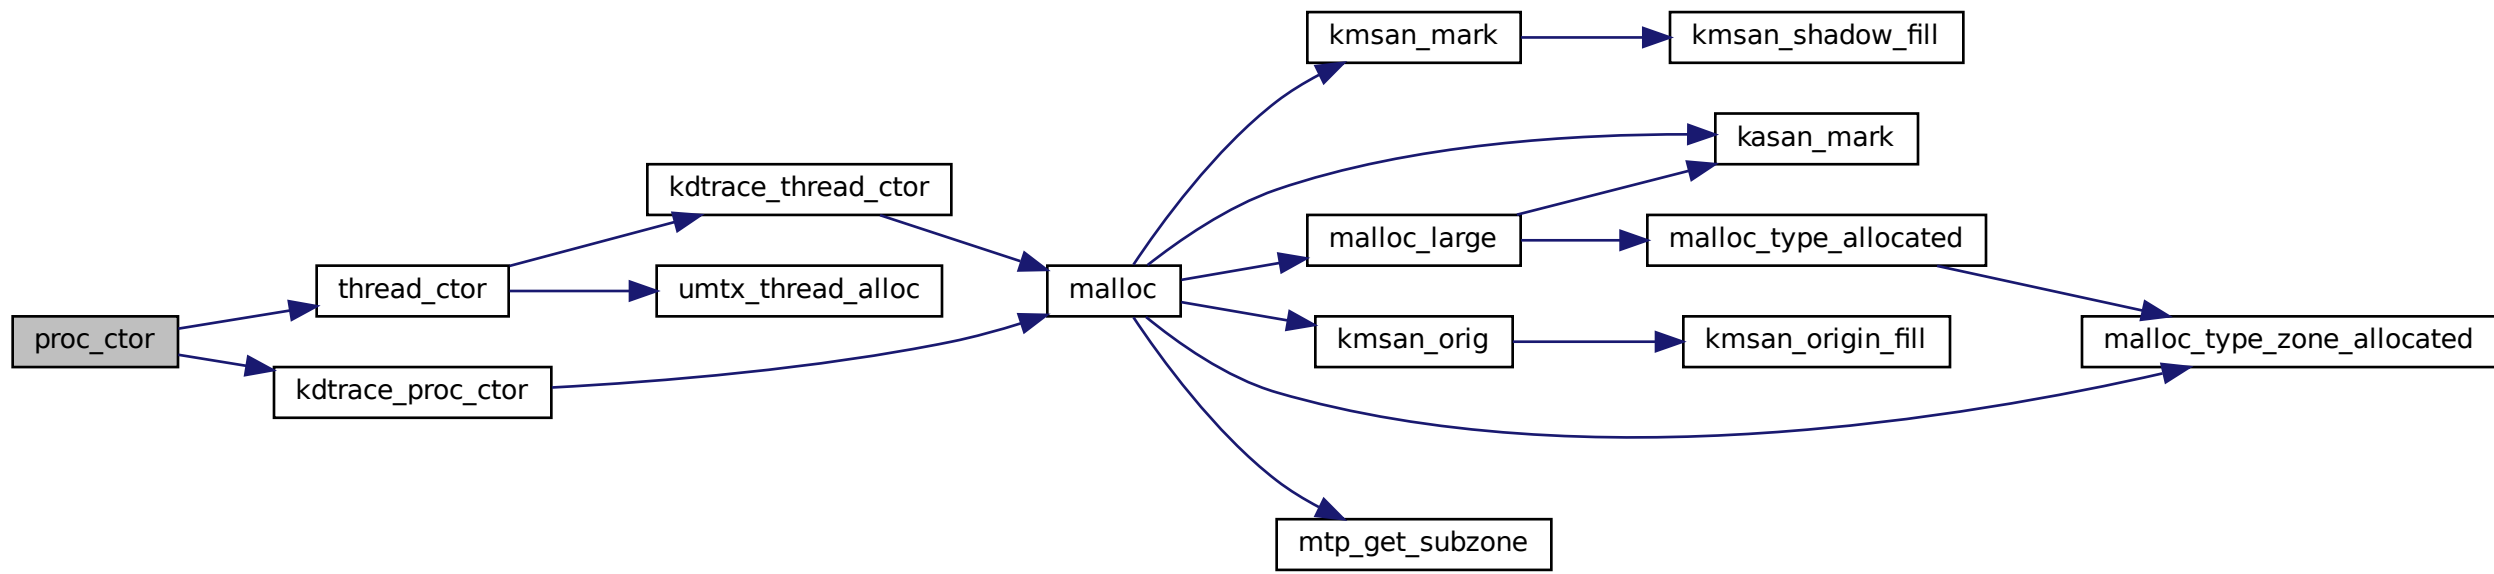 proc_ctor
thread_ctor
kdtrace_proc_ctor
kdtrace_thread_ctor
umtx_thread_alloc
malloc
kmsan_mark
kmsan_shadow_fill
kasan_mark
malloc_large
malloc_type_allocated
kmsan_orig
kmsan_origin_fill
malloc_type_zone_allocated
mtp_get_subzone